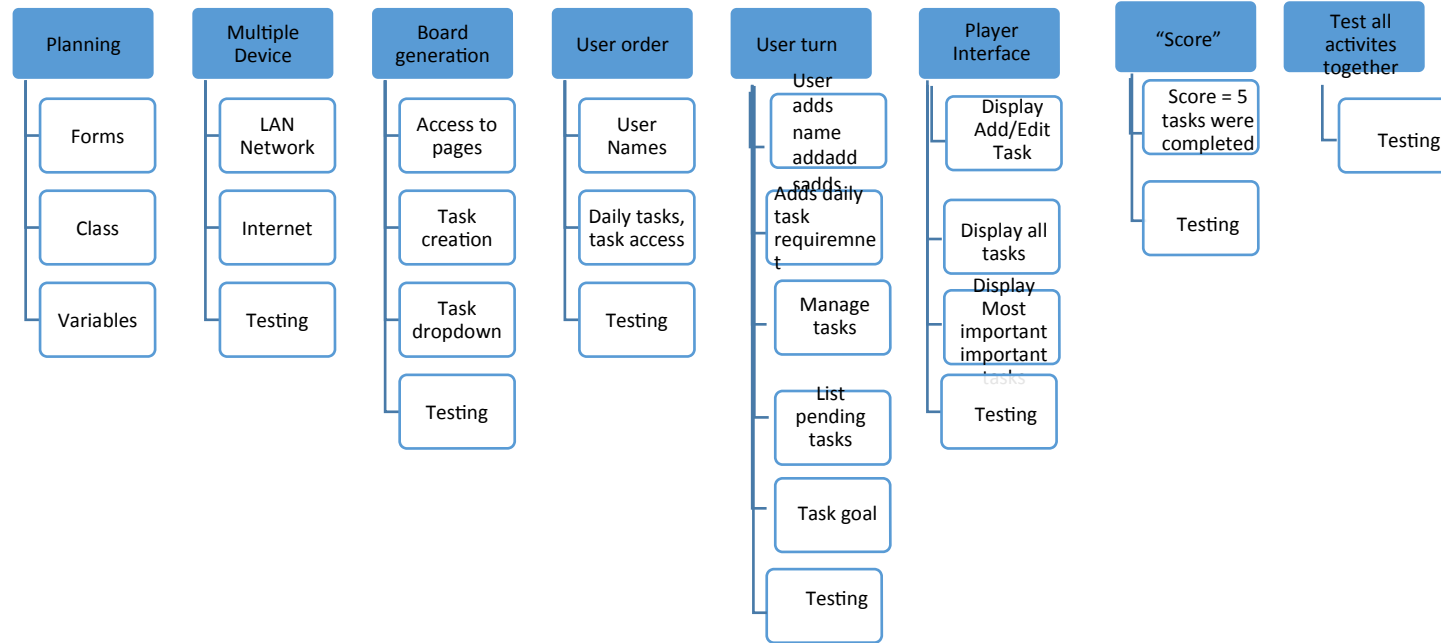 Planning
Forms
Class
Variables
Multiple
Device
LAN
Network
Internet
Testing
Board
generation
Access to
pages
Task
creation
Task
dropdown
Testing
User order
User
Names
Daily tasks,
task access
Testing
User turn
User
adds
name
addadd
sadds
Adds daily
task
requiremne
t
Manage
tasks
List
pending
tasks
Task goal
Testing
Player
Interface
Display
Add/Edit
Task
Display all
tasks
Display
Most
important
important
tasks
Testing
“Score”
Score = 5
tasks were
completed
Testing
Test all
activites
together
Testing